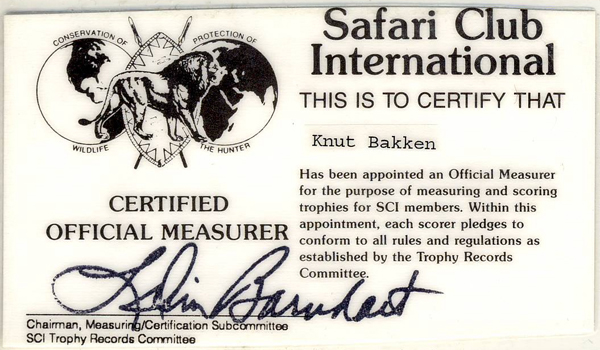 CONSERVATION OF
PROTECTION OF
WILDLIFE
THE HUNTER
CERTIFIED
OFFICIAL MEASURER
Safari Club
International
THIS IS TO CERTIFY THAT
Knut Bakken
Has been appointed an Official Measurer
for the purpose of measuring and scoring
trophies for SCI members. Within this
appointment, each scorer pledges to
conform to all rules and regulations as
established by the Trophy Records
Committee.
Barnhart
Chairman, Measuring/Certification Subcommittee
SCI Trophy Records Committee